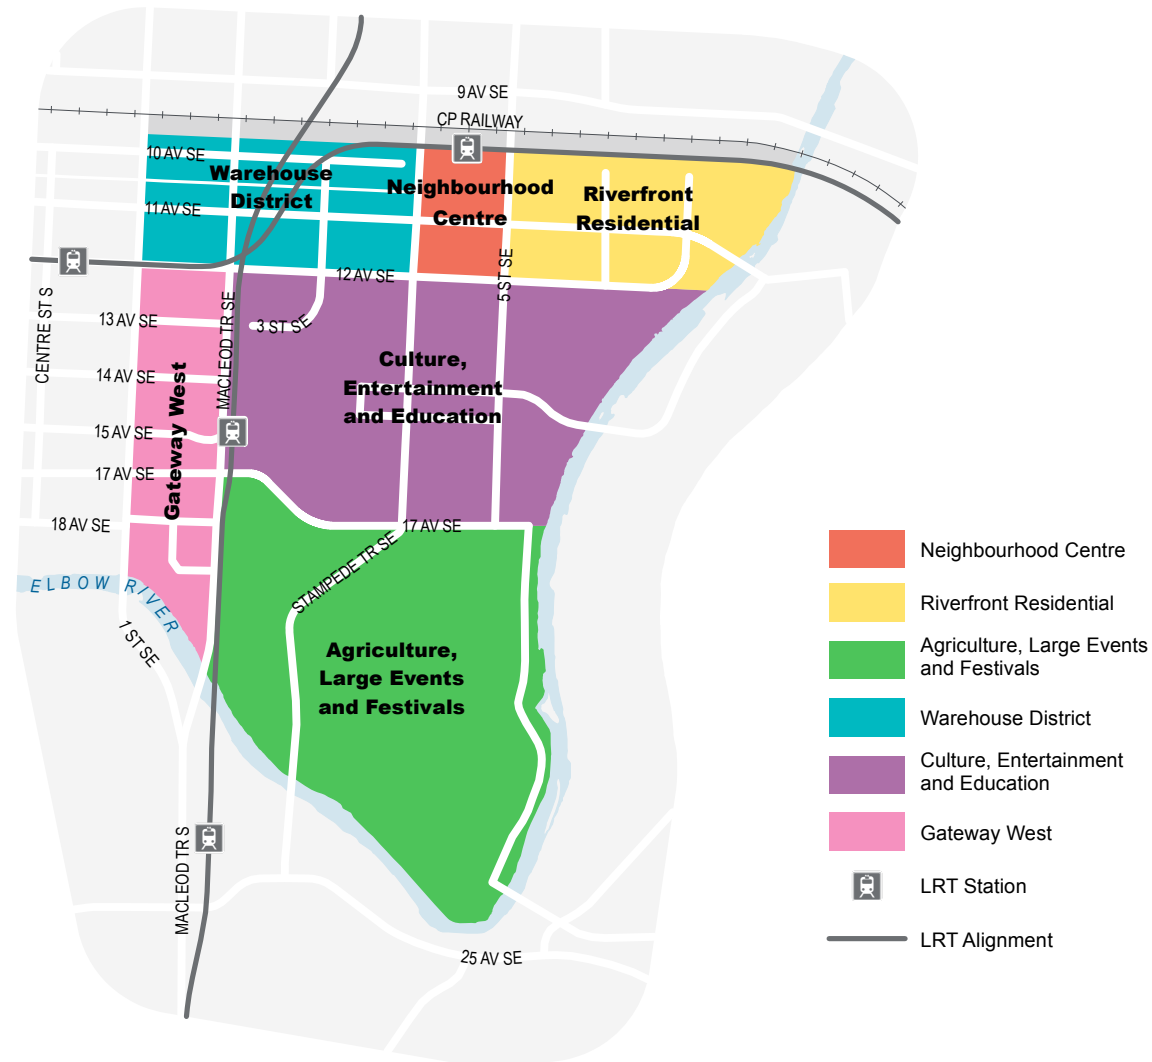 9 AV SE
CP RAILWAY
10 AV SE
Warehouse
District
Neighbourhood
Centre
Riverfront
Residential
11 AV SE
12 AV SE
5 ST SE
CENTRE ST S
MACLEOD TR SE
13 AV SE
3 ST SE
14 AV SE
Gateway West
Culture,
Entertainment
and Education
15 AV SE
17 AV SE
18 AV SE
17 AV SE
STAMPEDE TR SE
ELBOW RIVER
1 ST SE
Agriculture,
Large Events
and Festivals
MACLEOD TR S
25 AV SE
Neighbourhood Centre
Riverfront Residential
Agriculture, Large Events
and Festivals
Warehouse District
Culture, Entertainment
and Education
Gateway West
LRT Station
LRT Alignment